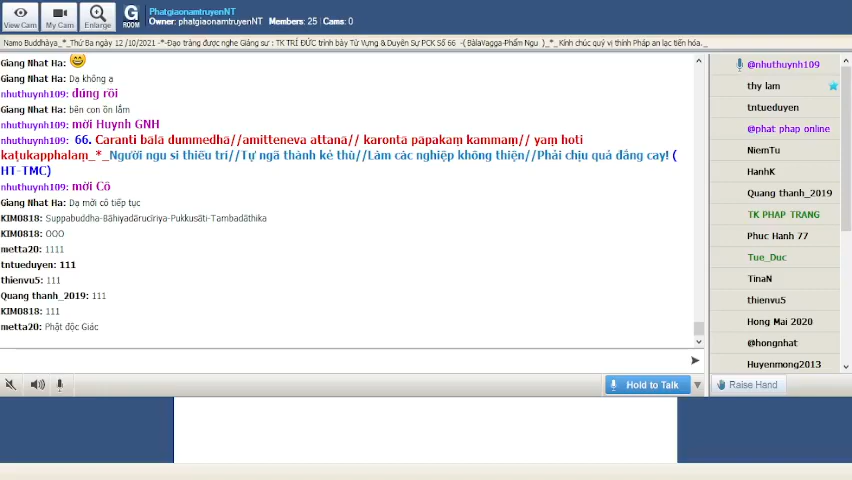 View Cam
My Cam
Enlarge
G
ROOM
PhatgiaonamtruyenNT
Owner: phatgiaonamtruyenNT Members: 25 Cams: 0
Namo Buddhàya_*_Thứ Ba ngày 12 /10/2021 -*-Đạo tràng được nghe Giảng sư : TK TRÍ ĐỨC trình bày Từ Vựng & Duyên Sự PCK Số 66 -( BàlaVagga-Phẩm Ngu )_*_ Kính chúc quý vị thính Pháp an lạc tiến hóa._
Giang Nhat Ha:
Giang Nhat Ha: Dạ không ạ
nhuthuynh109: đúng rồi
Giang Nhat Ha: bên con ồn lắm
nhuthuynh109: mời Huynh GNH
nhuthuynh109: 66. Caranti bālā dummedhā//amitteneva attanā// karontā pāpakaṃ kammaṃ// yaṃ hoti
kaṭukapphalaṃ_*_Người ngu si thiếu trí//Tự ngã thành kẻ thù//Làm các nghiệp không thiện//Phải chịu quả đắng cay! (
HT-TMC)
nhuthuynh109: mời Cô
Giang Nhat Ha: Dạ mời cô tiếp tục
KIM0818: Suppabuddha-Bāhiyadārucīriya-Pukkusāti-Tambadāthika
KIM0818: OOO
metta20: 1111
tntueduyen: 111
thienvu5: 111
Quang thanh_2019: 111
KIM0818: 111
metta20: Phật độc Giác
@nhuthuynh109
thy lam
tntueduyen
@phat phap online
NiemTu
HanhK
Quang thanh_2019
TK PHAP TRANG
Phuc Hanh 77
Tue_Duc
TinaN
thienvu5
Hong Mai 2020
@hongnhat
Huyenmong2013
Hold to Talk
Raise Hand